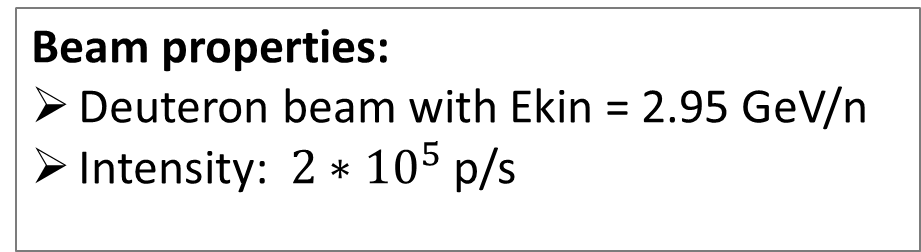 Beam properties:
➢ Deuteron beam with Ekin = 2.95 GeV/n
➢ Intensity: 2 * 10⁵ p/s